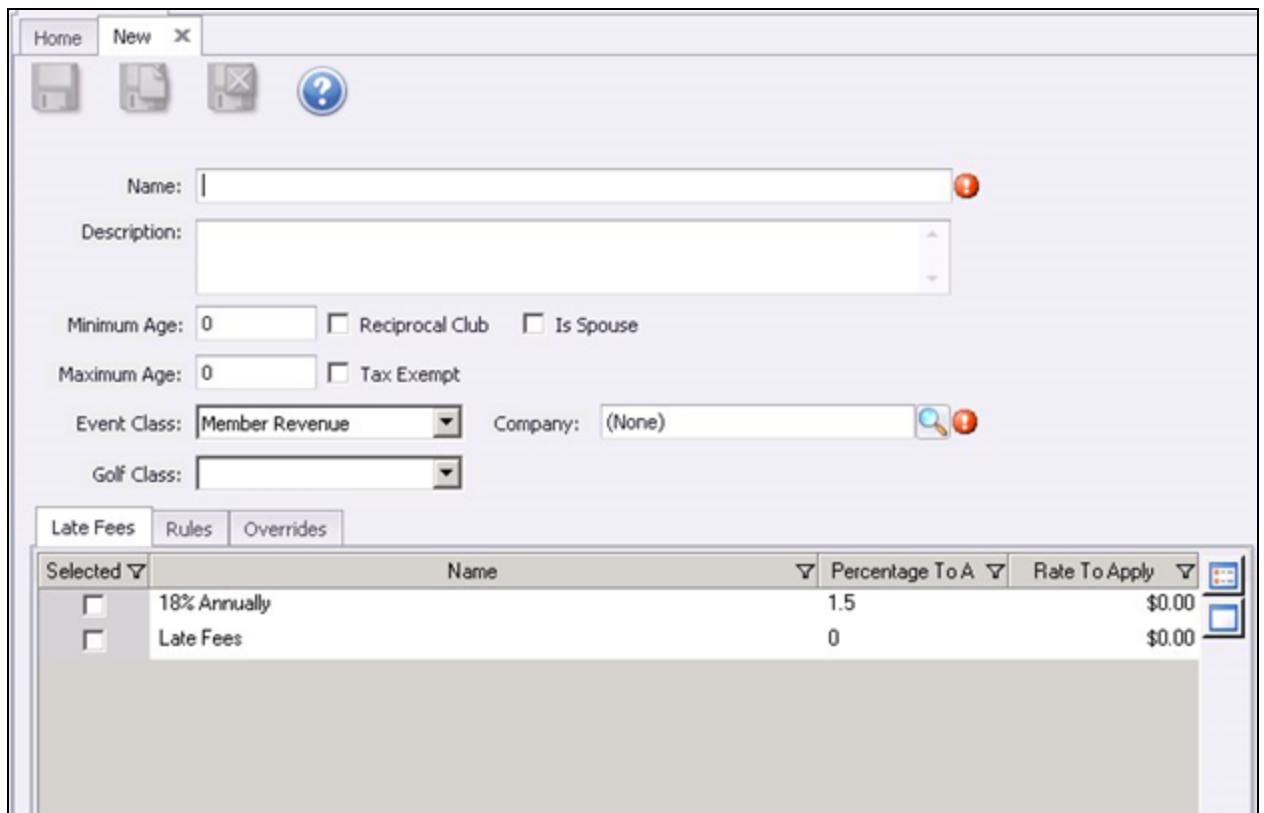 Home New
Name:
Description:
Minimum Age: 0 Reciprocal Club Is Spouse
Maximum Age: 0 Tax Exempt
Event Class: Member Revenue Company: (None)
Golf Class:
Late Fees Rules Overrides
Selected Name Percentage To A Rate To Apply
18% Annually 1.5 $0.00
Late Fees 0 $0.00